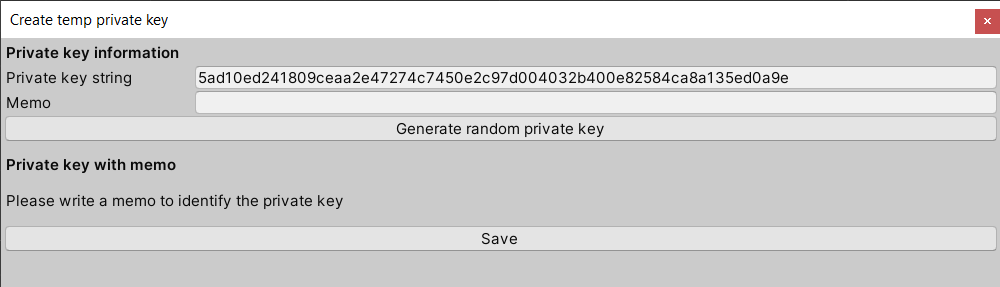 Create temp private key
Private key information
Private key string 5ad10ed241809ceaa2e47274c7450e2c97d004032b400e82584ca8a135ed0a9e
Memo
Generate random private key
Private key with memo
Please write a memo to identify the private key
Save